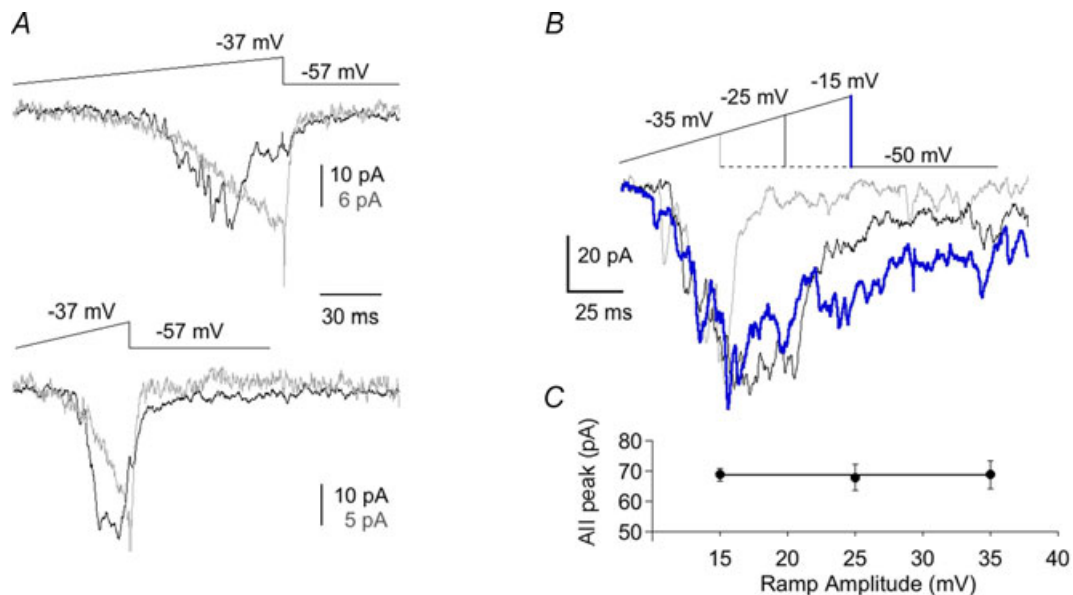 A
-37 mV
-57 mV
10 pA
6 pA
30 ms
-37 mV
-57 mV
10 pA
5 pA
B
-15 mV
-25 mV
-35 mV
-50 mV
20 pA
25 ms
C
All peak (pA)
80
70
60
50
15 20 25 30 35 40
Ramp Amplitude (mV)